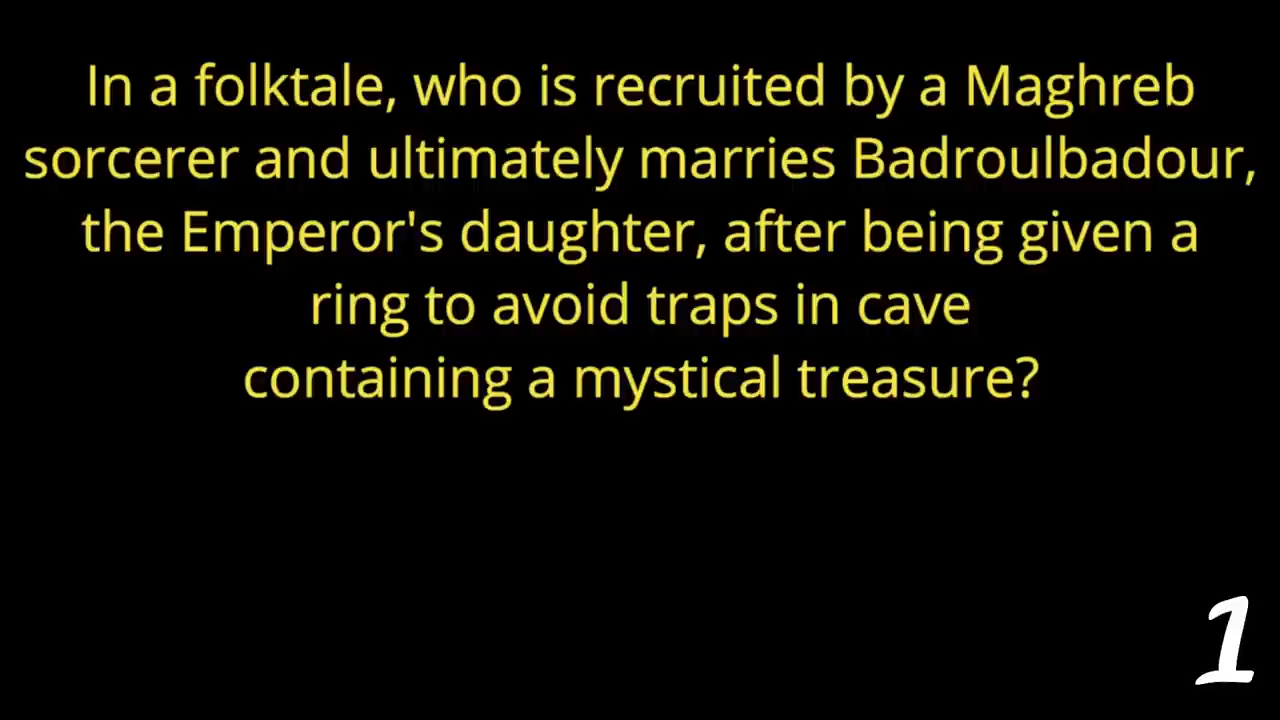 In a folktale, who is recruited by a Maghreb
sorcerer and ultimately marries Badroulbadour,
the Emperor's daughter, after being given a
ring to avoid traps in cave
containing a mystical treasure?
1